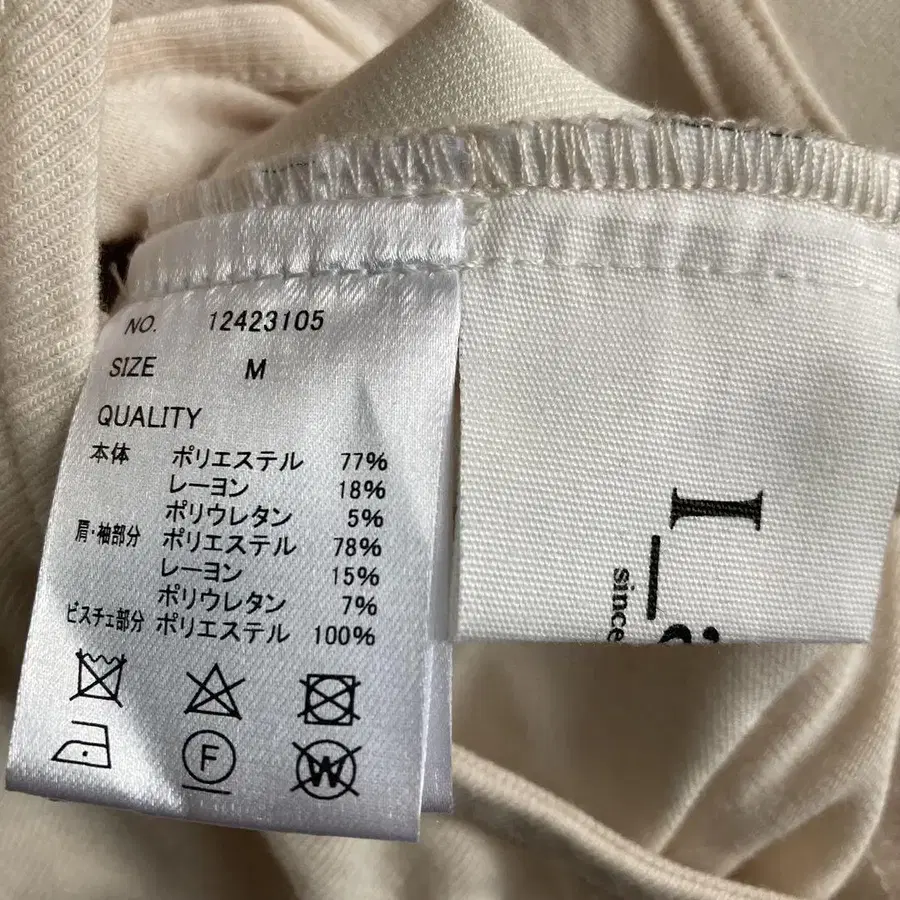 NO. 12423105
SIZE M
QUALITY
本体 ポリエステル 77%
レーヨン 18%
ポリウレタン 5%
肩・袖部分 ポリエステル 78%
レーヨン 15%
ポリウレタン 7%
ビスチェ部分 ポリエステル 100%
F
W
I_
since